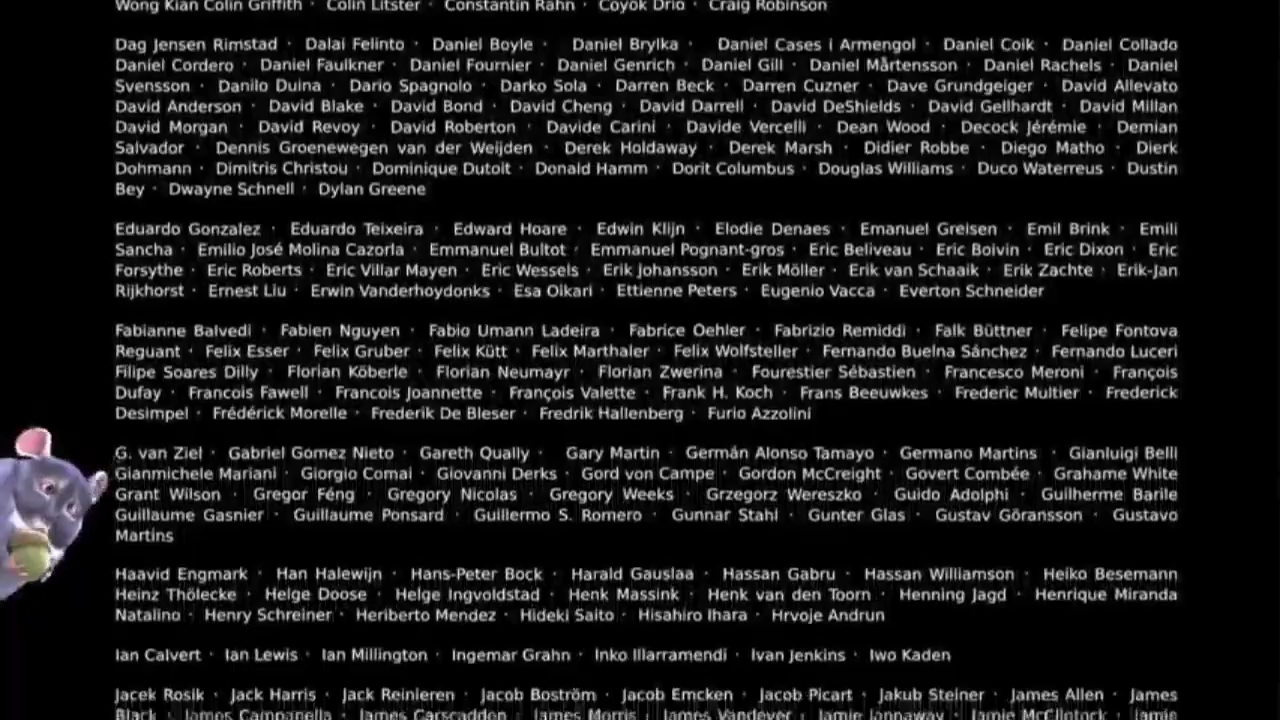 Wong Kian Colin Griffith · Colin Litster · Constantin Rahn · Coyok Drio · Craig Robinson
Dag Jensen Rimstad · Dalai Felinto · Daniel Boyle · Daniel Brylka · Daniel Cases i Armengol · Daniel Coik · Daniel Collado
Daniel Cordero · Daniel Faulkner · Daniel Fournier · Daniel Genrich · Daniel Gill · Daniel Mårtensson · Daniel Rachels · Daniel
Svensson · Danilo Duina · Dario Spagnolo · Darko Sola · Darren Beck · Darren Cuzner · Dave Grundgeiger · David Allevato
David Anderson · David Blake · David Bond · David Cheng · David Darrell · David DeShields · David Gellhardt · David Millan
David Morgan · David Revoy · David Roberton · Davide Carini · Davide Vercelli · Dean Wood · Decock Jérémie · Demian
Salvador · Dennis Groenewegen van der Weijden · Derek Holdaway · Derek Marsh · Didier Robbe · Diego Matho · Dierk
Dohmann · Dimitris Christou · Dominique Dutoit · Donald Hamm · Dorit Columbus · Douglas Williams · Duco Waterreus · Dustin
Bey · Dwayne Schnell · Dylan Greene
Eduardo Gonzalez · Eduardo Teixeira · Edward Hoare · Edwin Klijn · Elodie Denaes · Emanuel Greisen · Emil Brink · Emili
Sancha · Emilio José Molina Cazorla · Emmanuel Bultot · Emmanuel Pognant-gros · Eric Beliveau · Eric Boivin · Eric Dixon · Eric
Forsythe · Eric Roberts · Eric Villar Mayen · Eric Wessels · Erik Johansson · Erik Möller · Erik van Schaaik · Erik Zachte · Erik-Jan
Rijkhorst · Ernest Liu · Erwin Vanderhoydonks · Esa Oikari · Ettienne Peters · Eugenio Vacca · Everton Schneider
Fabianne Balvedi · Fabien Nguyen · Fabio Umann Ladeira · Fabrice Oehler · Fabrizio Remiddi · Falk Büttner · Felipe Fontova
Reguant · Felix Esser · Felix Gruber · Felix Kütt · Felix Marthaler · Felix Wolfsteller · Fernando Buelna Sánchez · Fernando Luceri
Filipe Soares Dilly · Florian Köberle · Florian Neumayr · Florian Zwerina · Fourestier Sébastien · Francesco Meroni · François
Dufay · Francois Fawell · Francois Joannette · François Valette · Frank H. Koch · Frans Beeuwkes · Frederic Multier · Frederick
Desimpel · Frédérick Morelle · Frederik De Bleser · Fredrik Hallenberg · Furio Azzolini
G. van Ziel · Gabriel Gomez Nieto · Gareth Qually · Gary Martin · Germán Alonso Tamayo · Germano Martins · Gianluigi Belli
Gianmichele Mariani · Giorgio Comai · Giovanni Derks · Gord von Campe · Gordon McCreight · Govert Combée · Grahame White
Grant Wilson · Gregor Féng · Gregory Nicolas · Gregory Weeks · Grzegorz Wereszko · Guido Adolphi · Guilherme Barile
Guillaume Gasnier · Guillaume Ponsard · Guillermo S. Romero · Gunnar Stahl · Gunter Glas · Gustav Göransson · Gustavo
Martins
Haavid Engmark · Han Halewijn · Hans-Peter Bock · Harald Gauslaa · Hassan Gabru · Hassan Williamson · Heiko Besemann
Heinz Thölecke · Helge Doose · Helge Ingvoldstad · Henk Massink · Henk van den Toorn · Henning Jagd · Henrique Miranda
Natalino · Henry Schreiner · Heriberto Mendez · Hideki Saito · Hisahiro Ihara · Hrvoje Andrun
Ian Calvert · Ian Lewis · Ian Millington · Ingemar Grahn · Inko Illarramendi · Ivan Jenkins · Iwo Kaden
Jacek Rosik · Jack Harris · Jack Reinieren · Jacob Boström · Jacob Emcken · Jacob Picart · Jakub Steiner · James Allen · James
Black · James Campanella · James Carscadden · James Morris · James Vandever · Jamie Jannaway · Jamie McClintock · Jamie